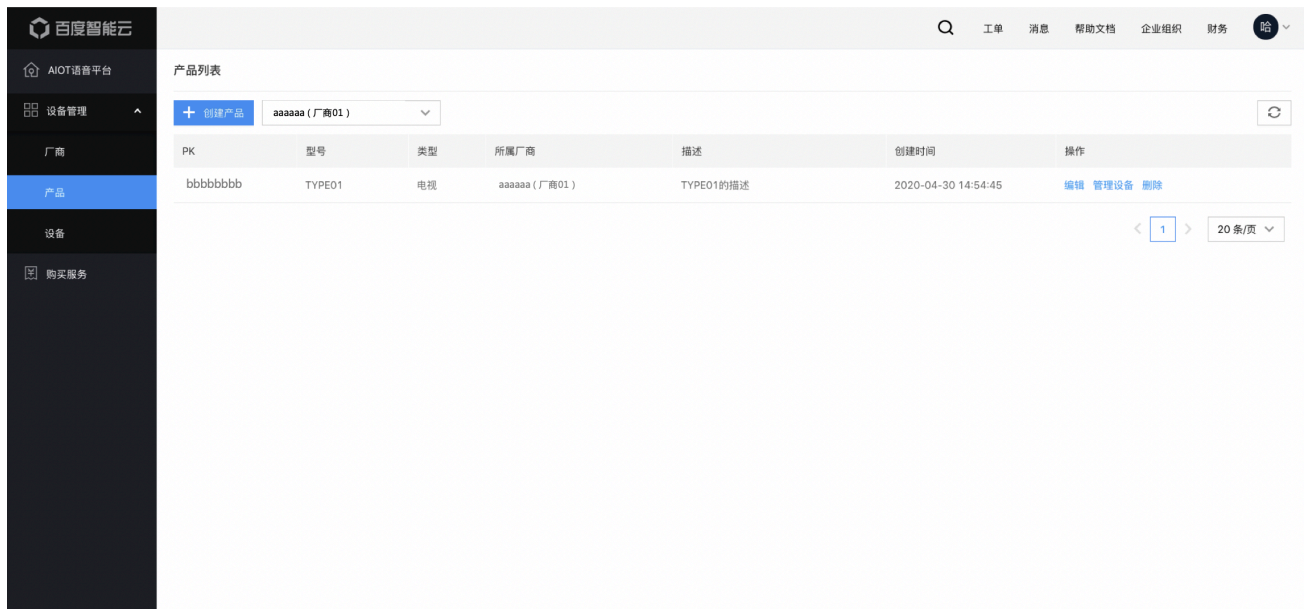 百度智能云
工单 消息 帮助文档 企业组织 财务 哈
AIOT语音平台
设备管理
厂商
产品
设备
购买服务
产品列表
创建产品 aaaaaa ( 厂商01 )
PK 型号 类型 所属厂商 描述 创建时间 操作
bbbbbbbb TYPE01 电视 aaaaaa ( 厂商01 ) TYPE01的描述 2020-04-30 14:54:45 编辑 管理设备 删除
1 20 条/页